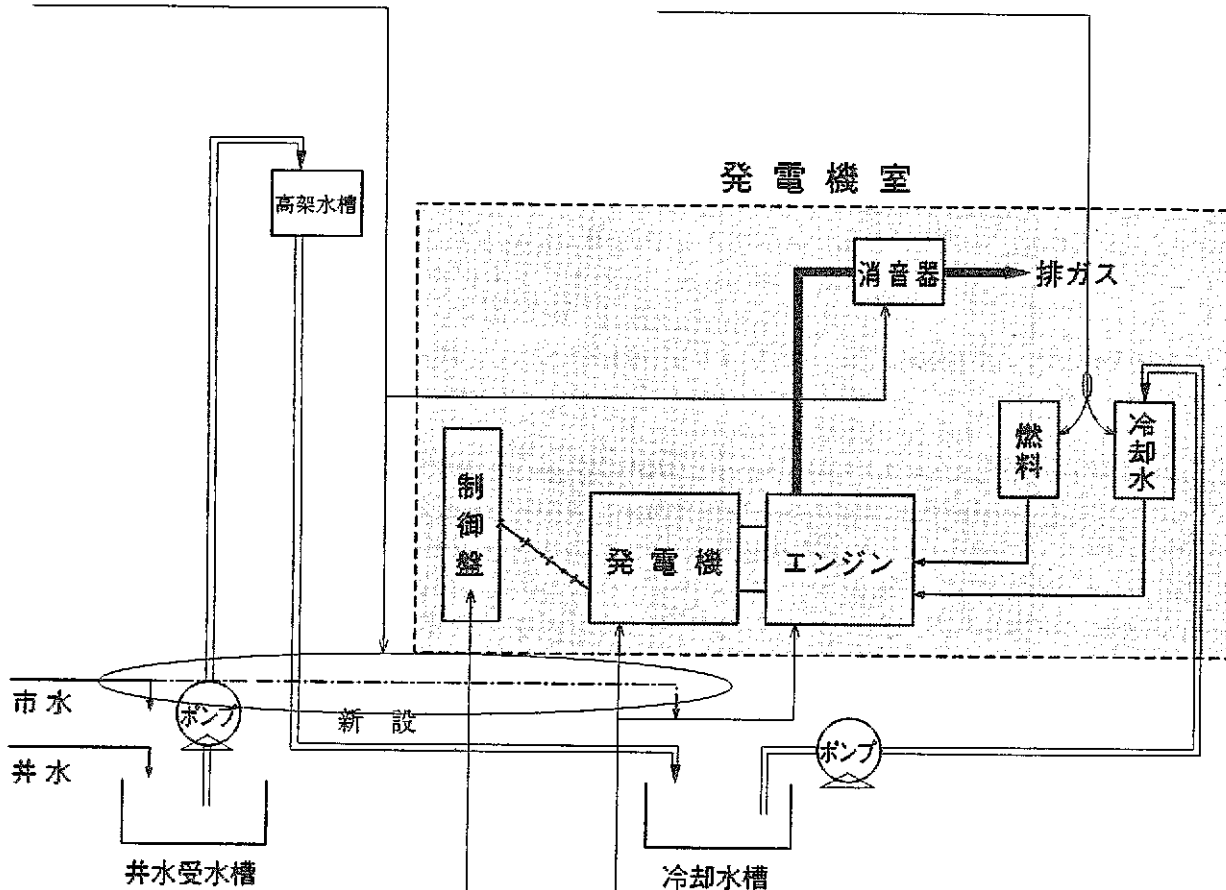 発電機室
高架水槽
消音器
排ガス
燃料
冷却水
制御盤
発電機
エンジン
市水
ポンプ
新設
井水
ポンプ
井水受水槽
冷却水槽